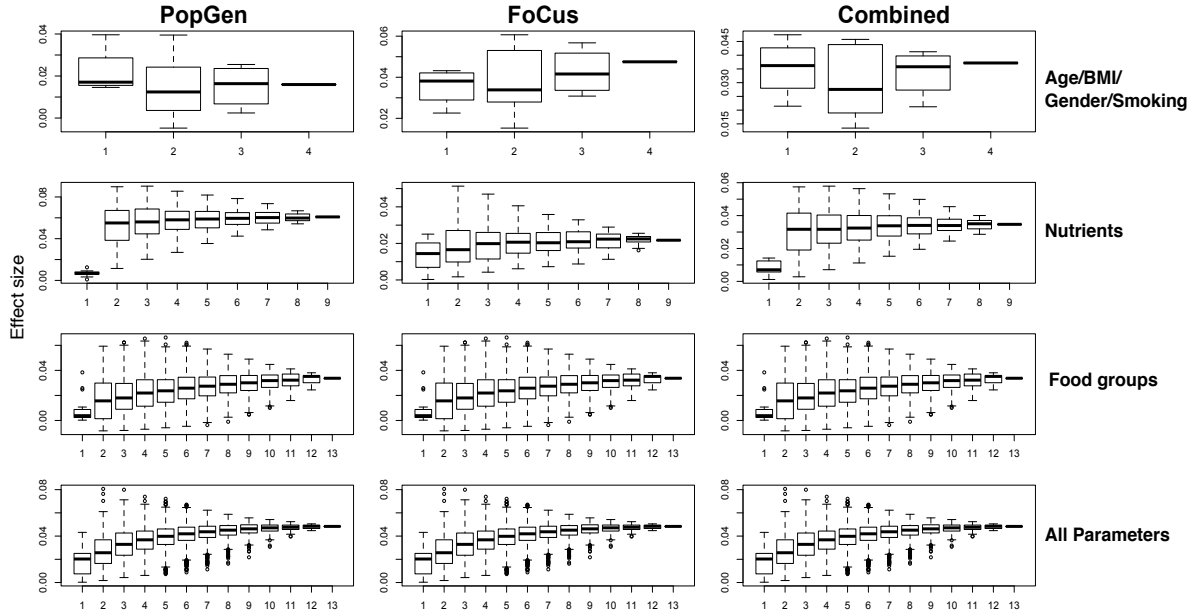 PopGen FoCus Combined
0.00 0.02 0.04
1 2 3 4
0.02 0.04 0.06
1 2 3 4
0.015 0.030 0.045
1 2 3 4
Age/BMI/
Gender/Smoking
Effect size
0.00 0.04 0.08
1 2 3 4 5 6 7 8 9
0.00 0.02 0.04
1 2 3 4 5 6 7 8 9
0.00 0.02 0.04 0.06
1 2 3 4 5 6 7 8 9
Nutrients
0.00 0.04
1 2 3 4 5 6 7 8 9 10 11 12 13
0.00 0.04
1 2 3 4 5 6 7 8 9 10 11 12 13
0.00 0.04
1 2 3 4 5 6 7 8 9 10 11 12 13
Food groups
0.00 0.04 0.08
1 2 3 4 5 6 7 8 9 10 11 12 13
0.00 0.04 0.08
1 2 3 4 5 6 7 8 9 10 11 12 13
0.00 0.04 0.08
1 2 3 4 5 6 7 8 9 10 11 12 13
All Parameters